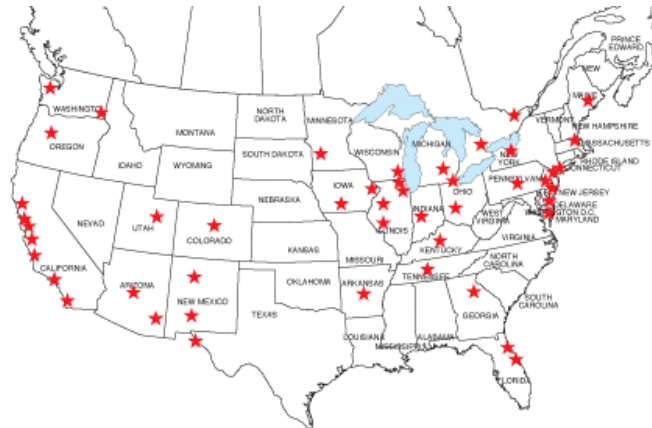 PRINCE
EDWARD
NEW
MAINE
WASHINGTON
NORTH
DAKOTA
MINNESOTA
VERMONT
NEW HAMPSHIRE
MONTANA
MICHIGAN
MASSACHUSETTS
OREGON
SOUTH DAKOTA
WISCONSIN
NEW
YORK
RHODE ISLAND
CONNECTICUT
IDAHO
WYOMING
PENNSYLVANIA
IOWA
OHIO
NEW JERSEY
NEBRASKA
DELAWARE
WASHINGTON D.C.
MARYLAND
NEVAD
UTAH
COLORADO
ILLINOIS
INDIANA
WEST
VIRGINIA
VIRGINIA
KANSAS
MISSOURI
KENTUCKY
CALIFORNIA
NORTH
CAROLINA
TENNESSEE
ARIZONA
NEW MEXICO
OKLAHOMA
ARKANSAS
SOUTH
CAROLINA
TEXAS
GEORGIA
LOUISIANA
MISSISSIPPI
ALABAMA
FLORIDA